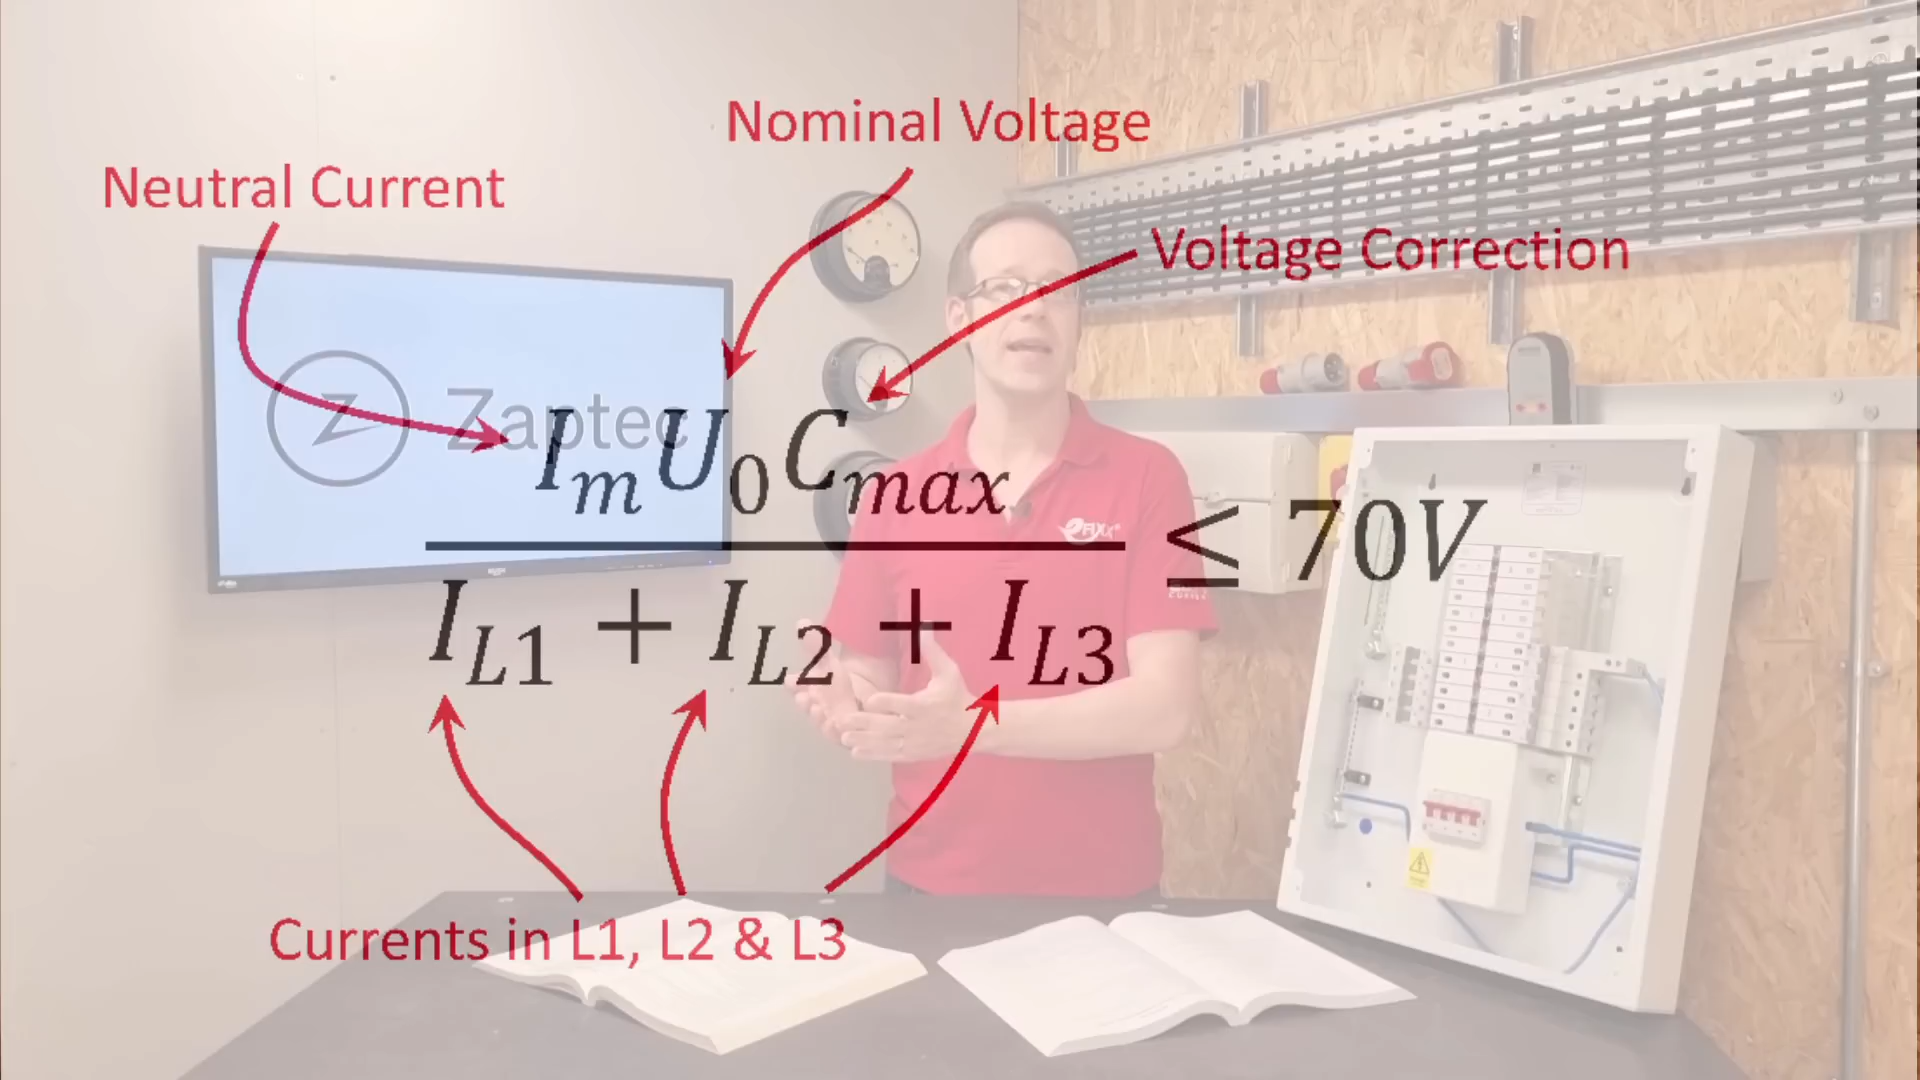 Nominal Voltage
Neutral Current
Voltage Correction
Zaptec
I_m U_0 C_max
I_L1 + I_L2 + I_L3
≤ 70V
Currents in L1, L2 & L3